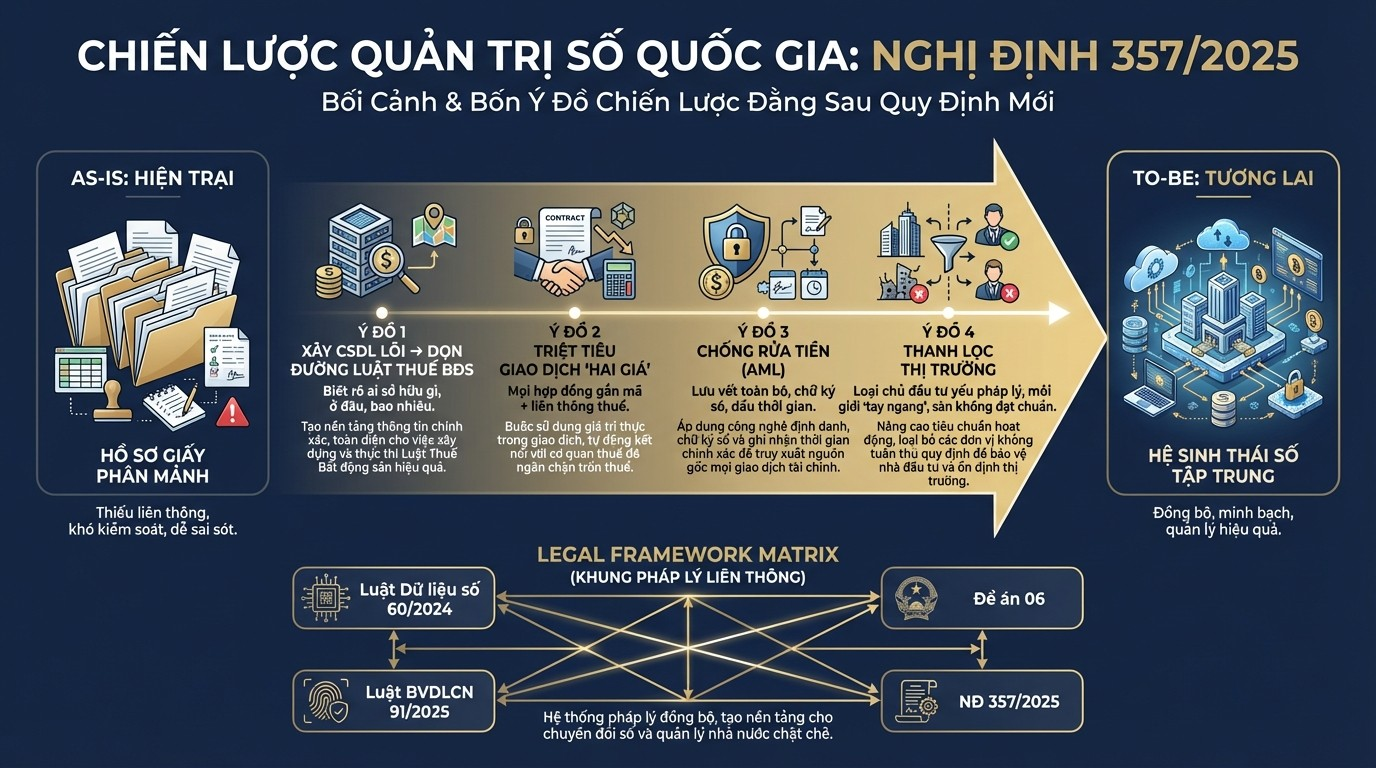 CHIẾN LƯỢC QUẢN TRỊ SỐ QUỐC GIA: NGHỊ ĐỊNH 357/2025
Bối Cảnh & Bốn Ý Đồ Chiến Lược Đằng Sau Quy Định Mới
AS-IS: HIỆN TRẠI
HỒ SƠ GIẤY
PHÂN MẢNH
Thiếu liên thông,
khó kiểm soát, dễ sai sót.
Ý ĐỒ 1
XÂY CSDL LÕI → DỌN
ĐƯỜNG LUẬT THUẾ BĐS
Biết rõ ai sở hữu gì,
ở đâu, bao nhiêu.
Tạo nền tảng thông tin chính
xác, toàn diện cho việc xây
dựng và thực thi Luật Thuế
Bất động sản hiệu quả.
CONTRACT
Ý ĐỒ 2
TRIỆT TIÊU
GIAO DỊCH 'HAI GIÁ'
Mọi hợp đồng gắn mã
+ liên thông thuế.
Buộc sử dụng giá trị thực
trong giao dịch, tự động kết
nối với cơ quan thuế để
ngăn chặn trốn thuế.
Ý ĐỒ 3
CHỐNG RỬA TIỀN
(AML)
Lưu vết toàn bộ, chữ ký
số, dấu thời gian.
Áp dụng công nghệ định danh,
chữ ký số và ghi nhận thời gian
chính xác để truy xuất nguồn
gốc mọi giao dịch tài chính.
Ý ĐỒ 4
THANH LỌC
THỊ TRƯỜNG
Loại chủ đầu tư yếu pháp lý, môi
giới 'tay ngang', sàn không đạt chuẩn.
Nâng cao tiêu chuẩn hoạt
động, loại bỏ các đơn vị không
tuân thủ quy định để bảo vệ
nhà đầu tư và ổn định thị
trường.
TO-BE: TƯƠNG LAI
HỆ SINH THÁI SỐ
TẬP TRUNG
Đồng bộ, minh bạch,
quản lý hiệu quả.
LEGAL FRAMEWORK MATRIX
(KHUNG PHÁP LÝ LIÊN THÔNG)
Luật Dữ liệu số
60/2024
Đề án 06
Luật BVDLCN
91/2025
NĐ 357/2025
Hệ thống pháp lý đồng bộ, tạo nền tảng cho
chuyển đổi số và quản lý nhà nước chặt chẽ.